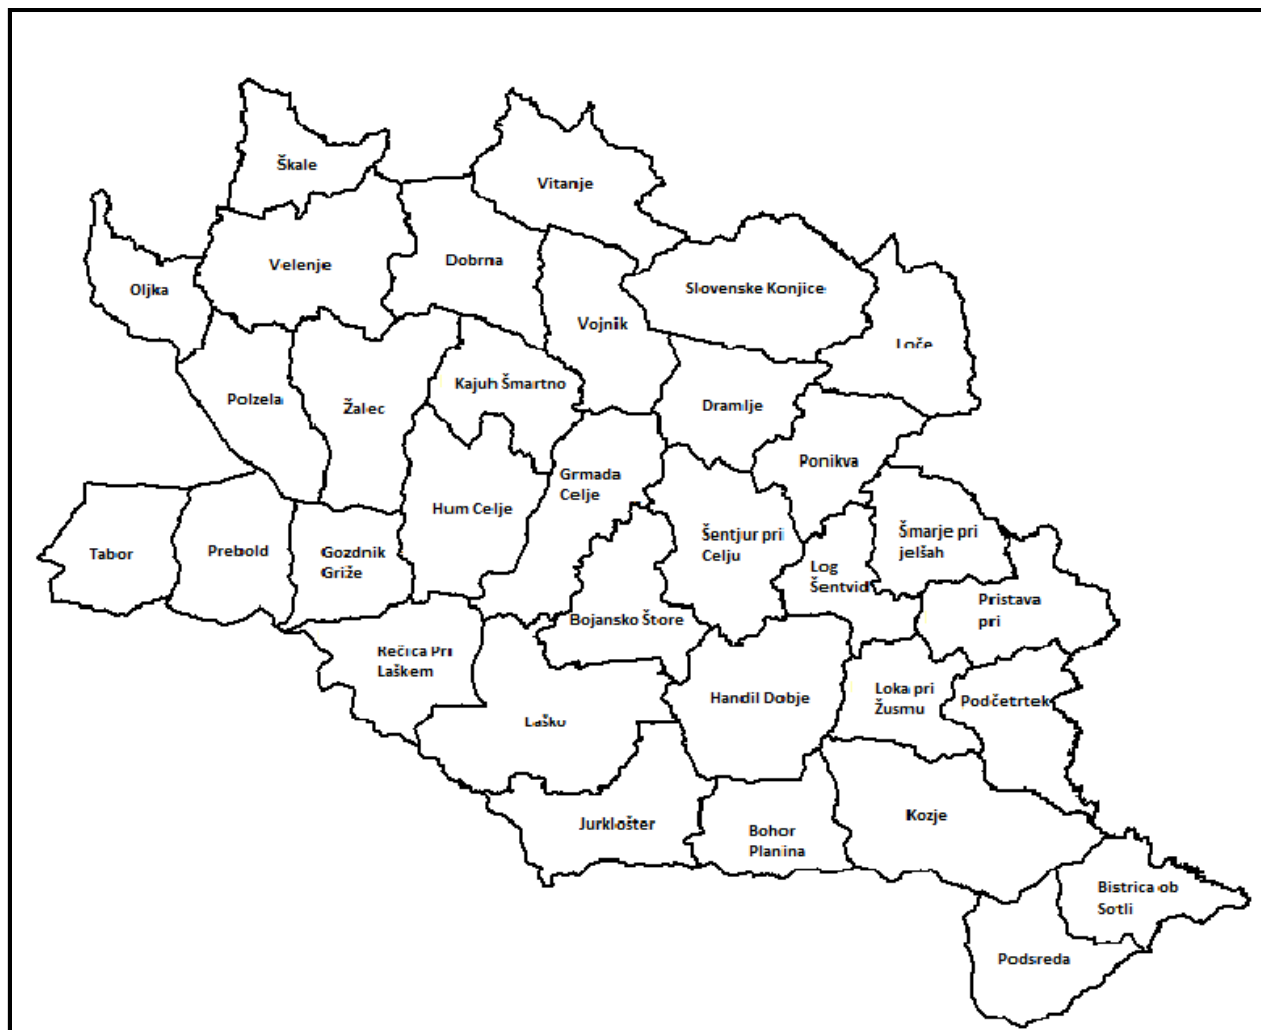 Škale
Vitanje
Velenje
Dobrna
Oljka
Slovenske Konjice
Vojnik
Loče
Kajuh Šmartno
Polzela
Žalec
Dramlje
Ponikva
Grmada
Celje
Hum Celje
Šentjur pri
Celju
Šmarje pri
jelšah
Tabor
Prebold
Gozdnik
Griže
Log
Šentvid
Pristava
pri
Bojansko Štore
Rečica Pri
Laškem
Handil Dobje
Loka pri
Žusmu
Podčetrtek
Laško
Jurklošter
Bohor
Planina
Kozje
Bistrica ob
Sotli
Podsreda